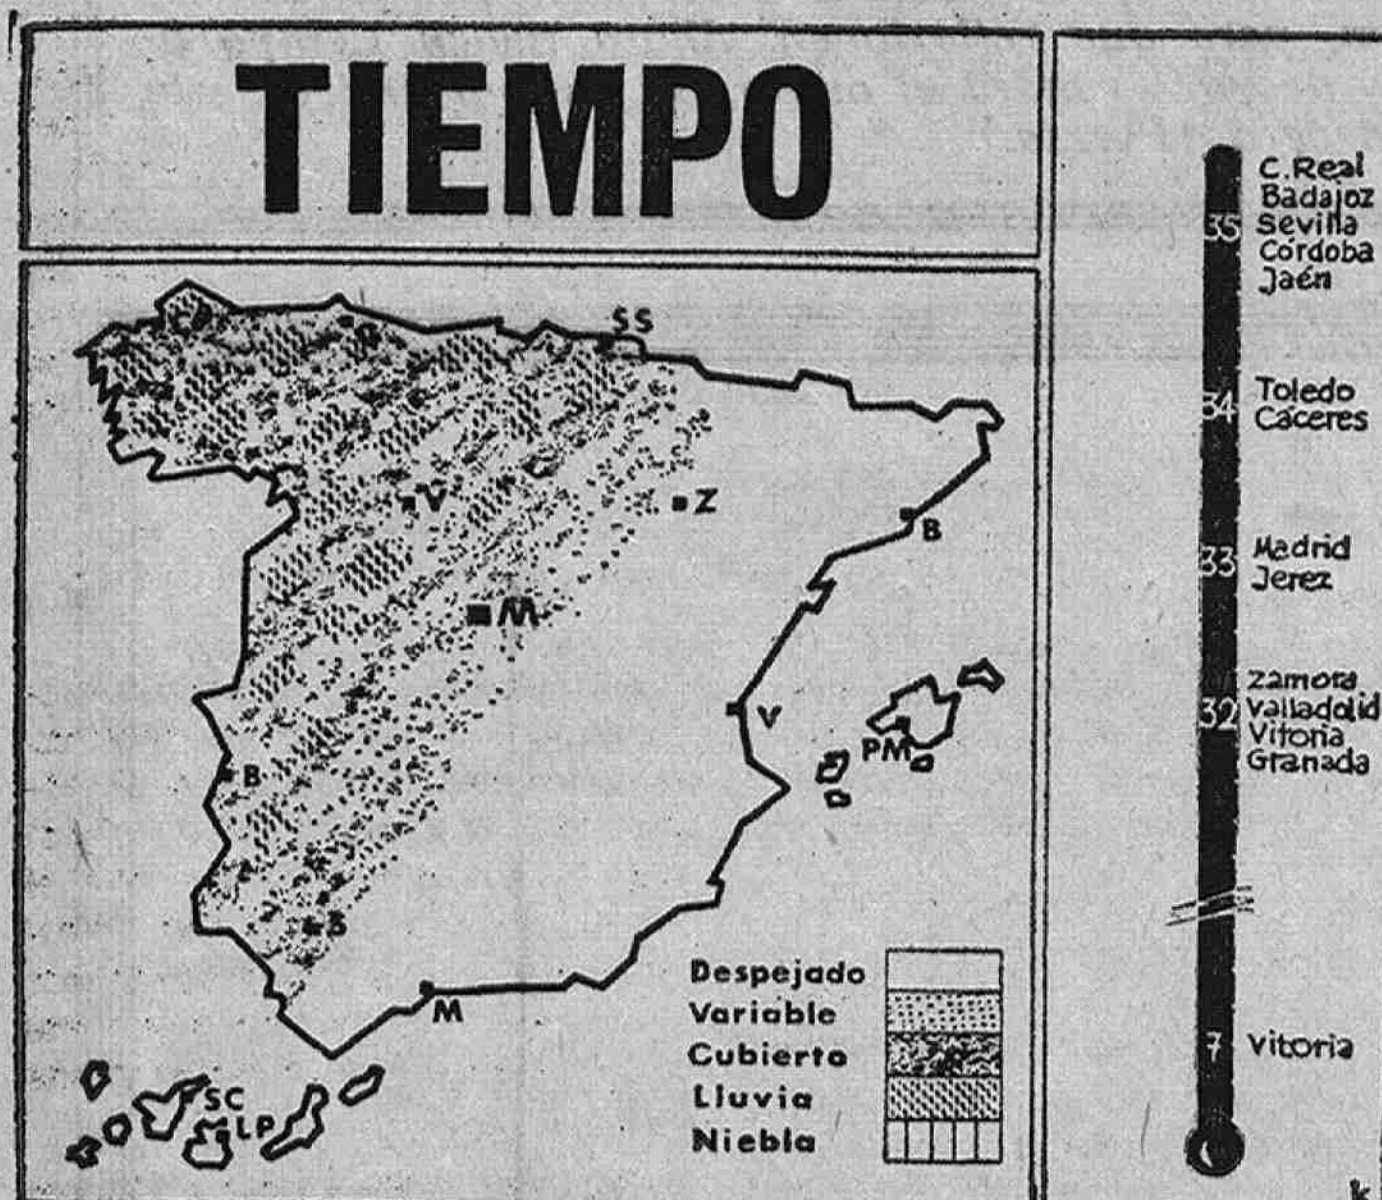 TIEMPO
SS
V
Z
B
M
V
PM
B
S
M
SC
LP
Despejado
Variable
Cubierto
Lluvia
Niebla
C. Real
Badajoz
35 Sevilla
Córdoba
Jaén
34 Toledo
Cáceres
33 Madrid
Jerez
Zamora
32 Valladolid
Vitoria
Granada
7 Vitoria